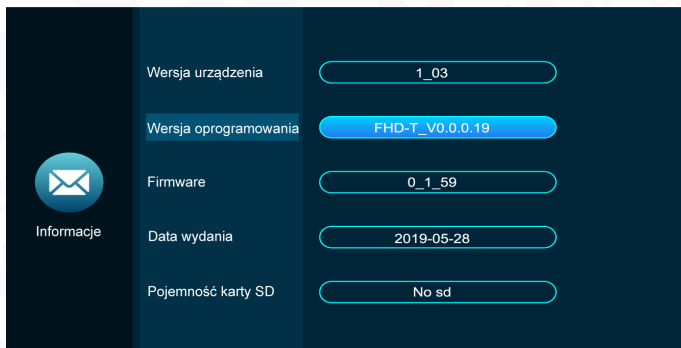 Wersja urządzenia 1_03
Wersja oprogramowania FHD-T_V0.0.0.19
Firmware 0_1_59
Informacje
Data wydania 2019-05-28
Pojemność karty SD No sd